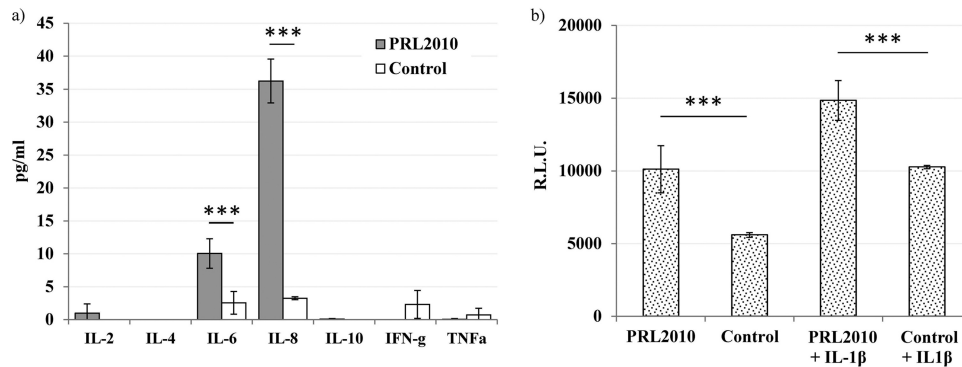 a)
45
40
35
30
25
20
15
10
5
0
pg/ml
***
***
PRL2010
Control
IL-2 IL-4 IL-6 IL-8 IL-10 IFN-g TNFa
b)
20000
15000
10000
5000
0
R.L.U.
***
***
PRL2010 Control PRL2010 Control
+ IL-1β + IL1β